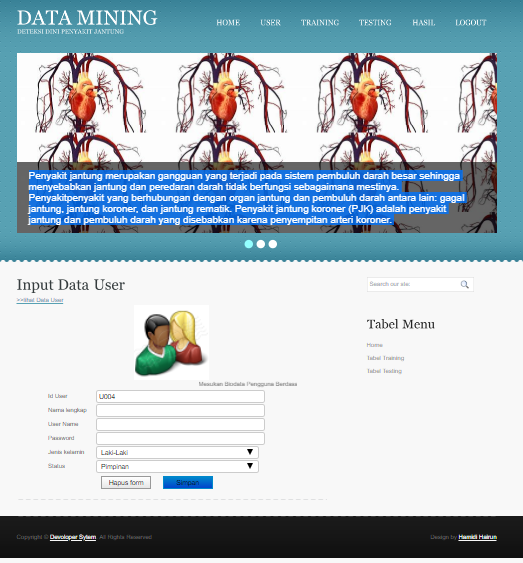 DATA MINING
DETEKSI DINI PENYAKIT JANTUNG
HOME USER TRAINING TESTING HASIL LOGOUT
Penyakit jantung merupakan gangguan yang terjadi pada sistem pembuluh darah besar sehingga
menyebabkan jantung dan peredaran darah tidak berfungsi sebagaimana mestinya.
Penyakitpenyakit yang berhubungan dengan organ jantung dan pembuluh darah antara lain: gagal
jantung, jantung koroner, dan jantung rematik. Penyakit jantung koroner (PJK) adalah penyakit
jantung dan pembuluh darah yang disebabkan karena penyempitan arteri koroner.
Input Data User
>>lihat Data User
Search our site:
Tabel Menu
Home
Tabel Training
Tabel Testing
Masukan Biodata Pengguna Berdasa
Id User U004
Nama lengkap
User Name
Password
Jenis kelamin Laki-Laki
Status Pimpinan
Hapus form Simpan
Copyright © Devoloper Sytem. All Rights Reserved
Design by Hamidi Hairun